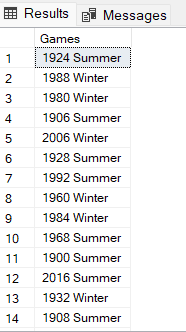 Results Messages
Games
1 1924 Summer
2 1988 Winter
3 1980 Winter
4 1906 Summer
5 2006 Winter
6 1928 Summer
7 1992 Summer
8 1960 Winter
9 1984 Winter
10 1968 Summer
11 1900 Summer
12 2016 Summer
13 1932 Winter
14 1908 Summer